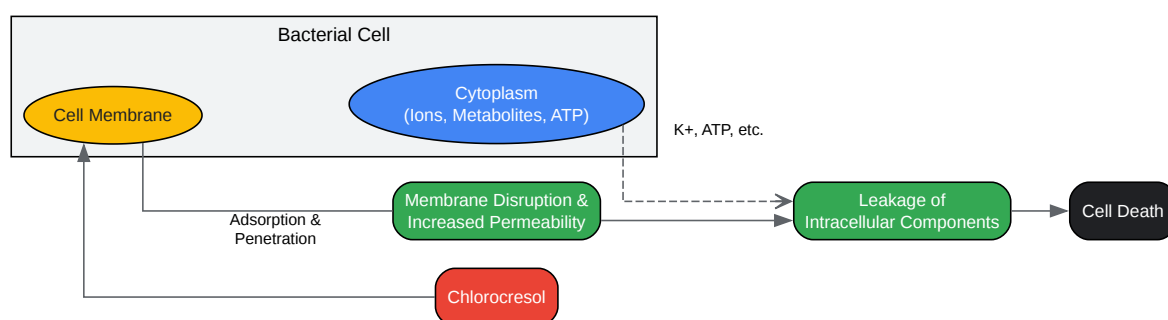 Bacterial Cell
Cell Membrane
Cytoplasm
(Ions, Metabolites, ATP)
K+, ATP, etc.
Membrane Disruption &
Increased Permeability
Leakage of
Intracellular Components
Cell Death
Adsorption &
Penetration
Chlorocresol